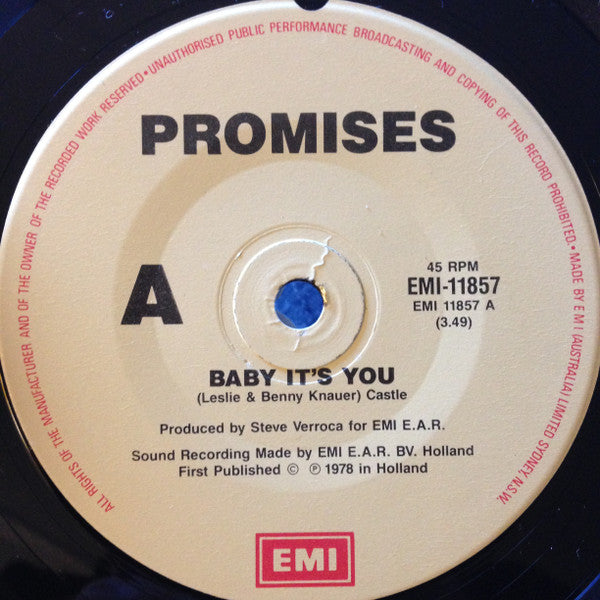 ALL RIGHTS OF THE MANUFACTURER AND OF THE OWNER OF THE RECORDED WORK RESERVED • UNAUTHORISED PUBLIC PERFORMANCE BROADCASTING AND COPYING OF THIS RECORD PROHIBITED. • MADE BY E M I (AUSTRALIA) LIMITED SYDNEY, N.S.W.
PROMISES
A
45 RPM
EMI-11857
EMI 11857 A
(3.49)
BABY IT'S YOU
(Leslie & Benny Knauer) Castle
Produced by Steve Verroca for EMI E.A.R.
Sound Recording Made by EMI E.A.R. BV. Holland
First Published © ℗ 1978 in Holland
EMI